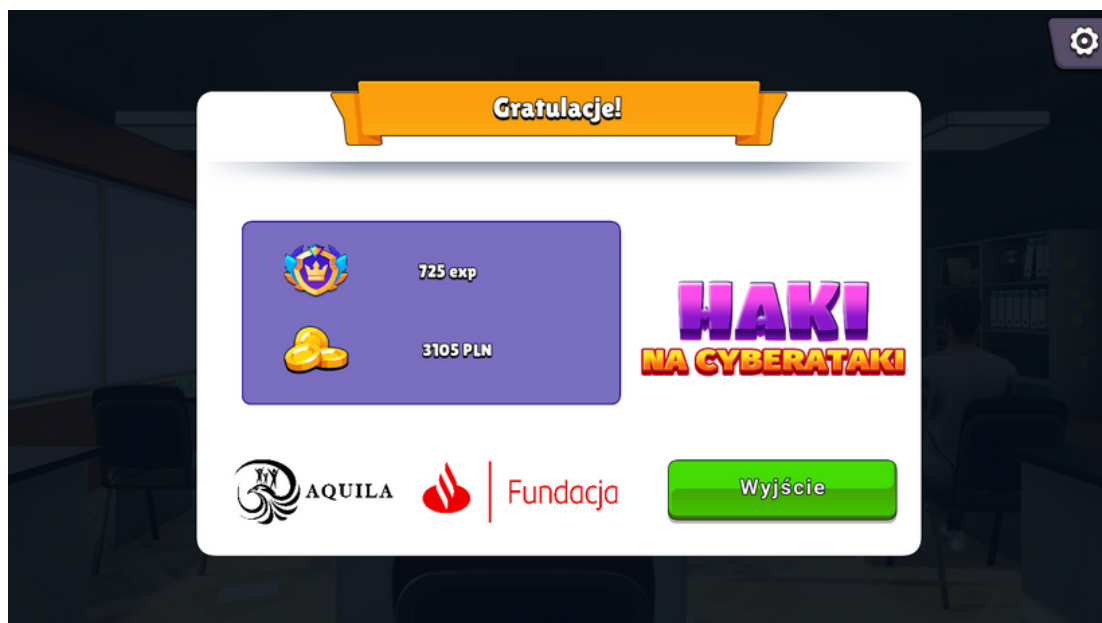 Gratulacje!
725 exp
3105 PLN
HAKI
NA CYBERATAKI
AQUILA
Fundacja
Wyjście